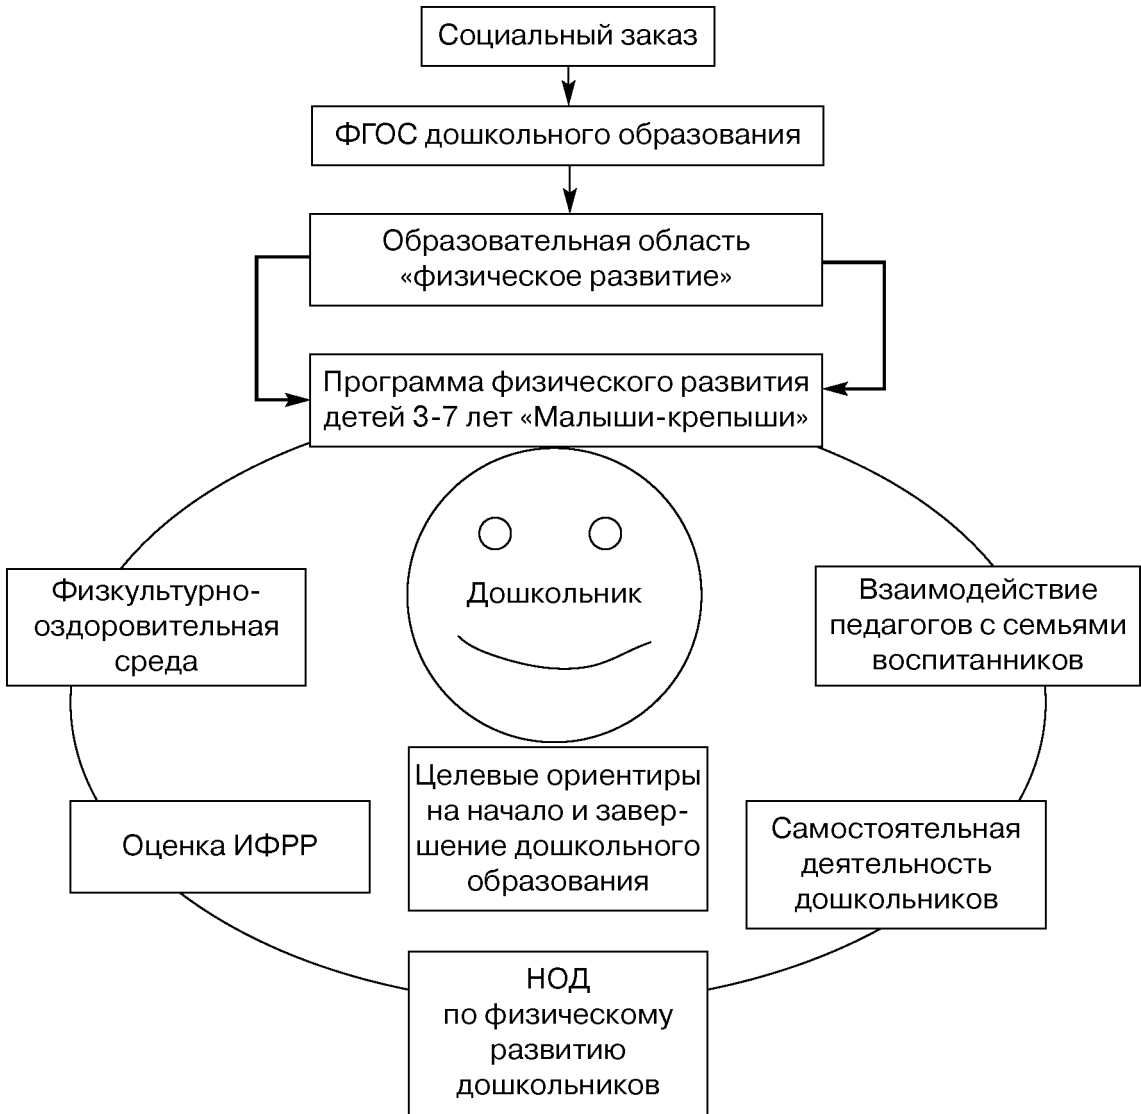 Социальный заказ
ФГОС дошкольного образования
Образовательная область
«физическое развитие»
Программа физического развития
детей 3-7 лет «Малыши-крепыши»
Дошкольник
Физкультурно-
оздоровительная
среда
Взаимодействие
педагогов с семьями
воспитанников
Целевые ориентиры
на начало и завер-
шение дошкольного
образования
Оценка ИФРР
Самостоятельная
деятельность
дошкольников
НОД
по физическому
развитию
дошкольников